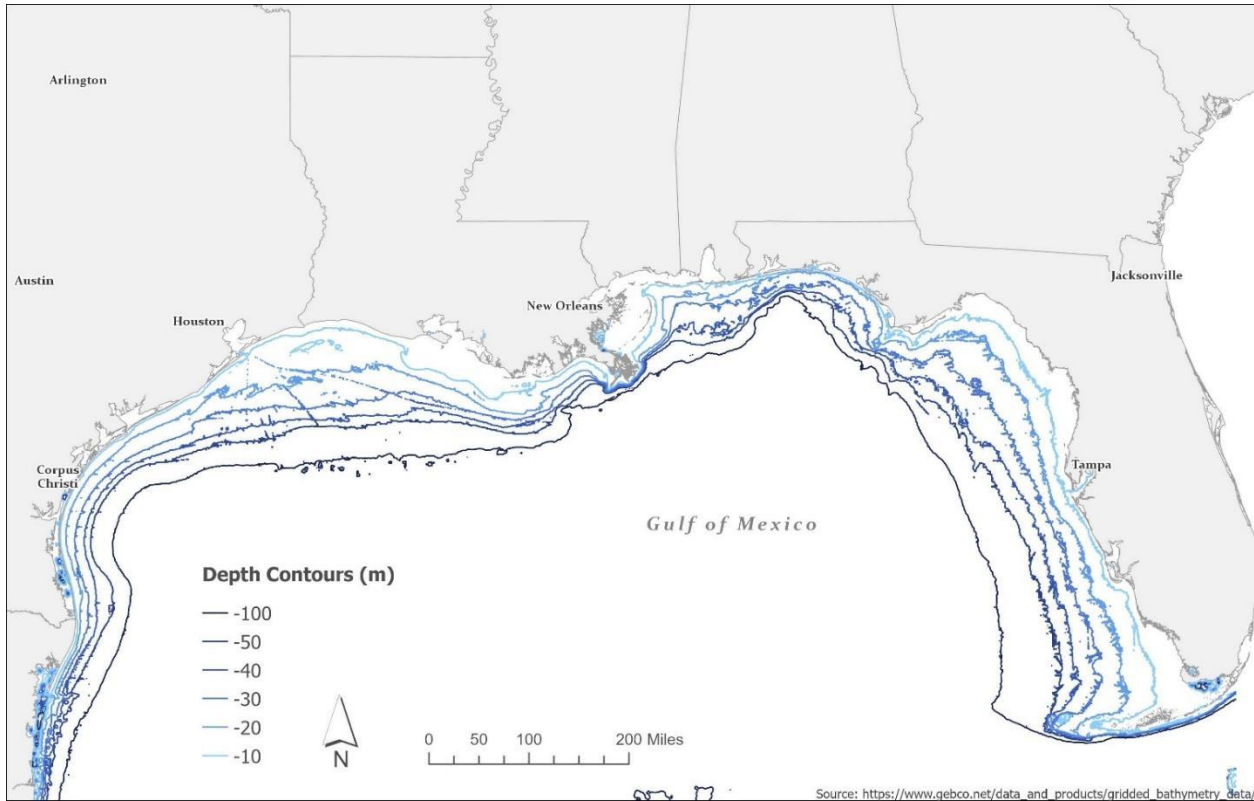 Arlington
Austin
Houston
New Orleans
Jacksonville
Corpus
Christi
Tampa
Gulf of Mexico
Depth Contours (m)
-100
-50
-40
-30
-20
-10
N
0 50 100 200 Miles
Source: https://www.gebco.net/data_and_products/gridded_bathymetry_data/